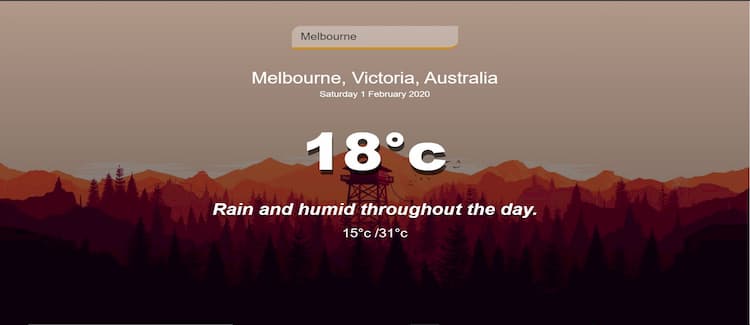 Melbourne
Melbourne, Victoria, Australia
Saturday 1 February 2020
18°c
Rain and humid throughout the day.
15°c /31°c